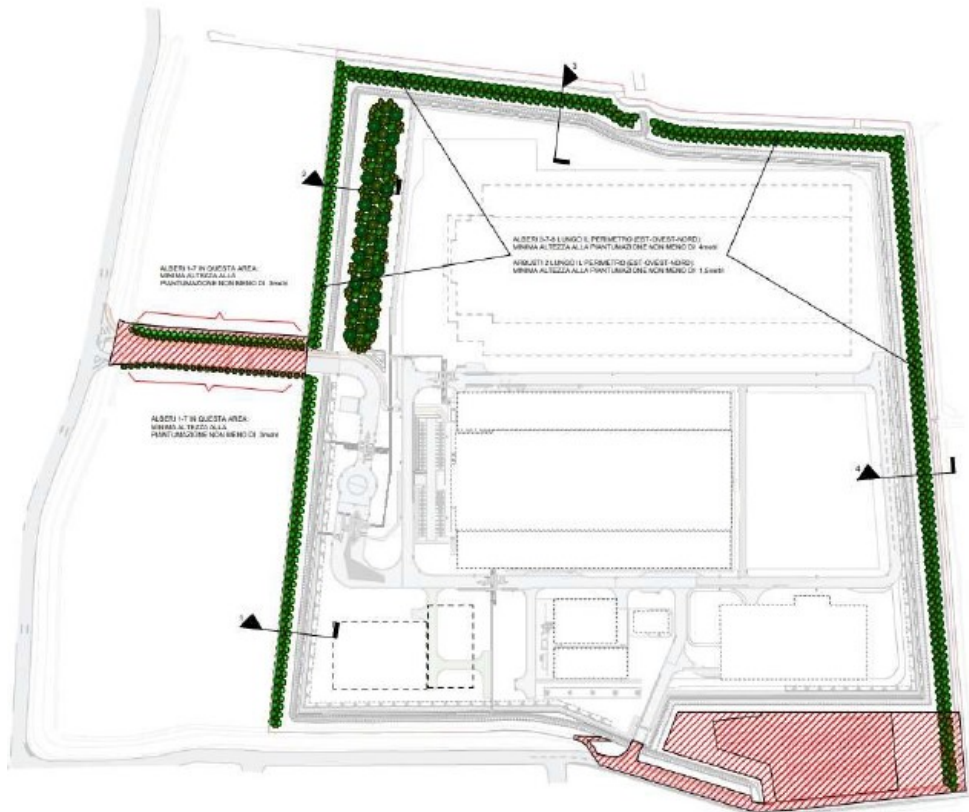 3
ALBERI 5-7-8 LUNGO IL PERIMETRO (EST-OVEST-NORD):
MINIMA ALTEZZA ALLA PIANTUMAZIONE NON MENO DI 4metri
ARBUSTI 2 LUNGO IL PERIMETRO (EST-OVEST-NORD):
MINIMA ALTEZZA ALLA PIANTUMAZIONE NON MENO DI 1.5metri
ALBERI 1-7 IN QUESTA AREA:
MINIMA ALTEZZA ALLA
PIANTUMAZIONE NON MENO DI 3metri
ALBERI 1-7 IN QUESTA AREA:
MINIMA ALTEZZA ALLA
PIANTUMAZIONE NON MENO DI 3metri
4